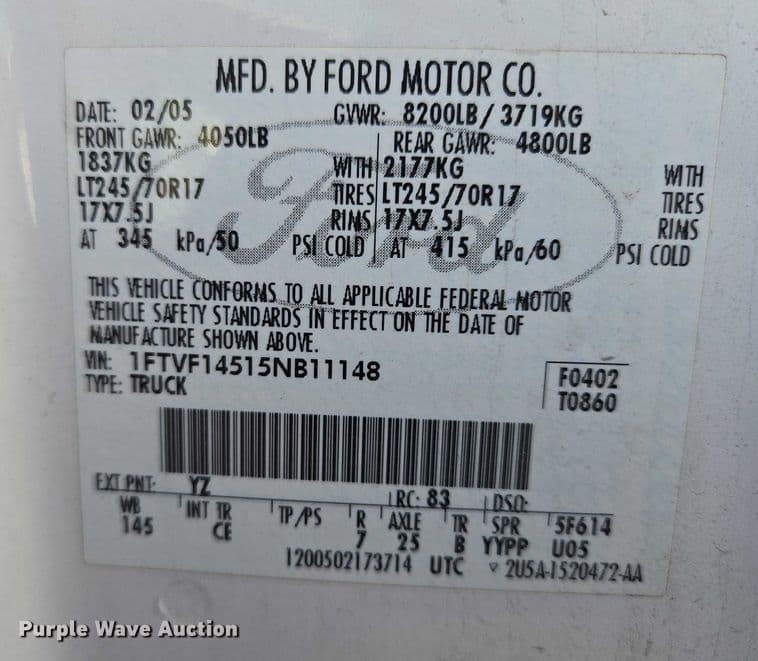 MFD. BY FORD MOTOR CO.
DATE: 02/05 GVWR: 8200LB/ 3719KG
FRONT GAWR: 4050LB REAR GAWR: 4800LB
1837KG WITH 2177KG WITH
LT245/70R17 TIRES LT245/70R17 TIRES
17X7.5J RIMS 17X7.5J RIMS
AT 345 kPa/50 PSI COLD AT 415 kPa/60 PSI COLD
Ford
THIS VEHICLE CONFORMS TO ALL APPLICABLE FEDERAL MOTOR
VEHICLE SAFETY STANDARDS IN EFFECT ON THE DATE OF
MANUFACTURE SHOWN ABOVE.
VIN: 1FTVF14515NB11148 F0402
TYPE: TRUCK T0860
EXT PNT: YZ RC: 83 DSO:
WB INT TR TP/PS R AXLE TR SPR 5F614
145 CE 7 25 B YYPP U05
1200502173714 UTC ▿ 2U5A-1520472-AA
Purple Wave Auction